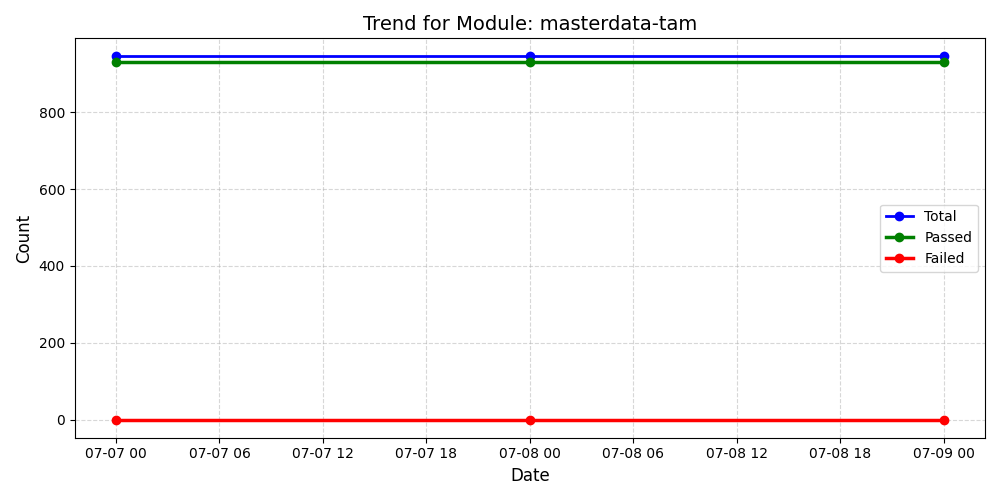 Trend for Module: masterdata-tam
Count
800
600
400
200
0
Total
Passed
Failed
07-07 00 07-07 06 07-07 12 07-07 18 07-08 00 07-08 06 07-08 12 07-08 18 07-09 00
Date